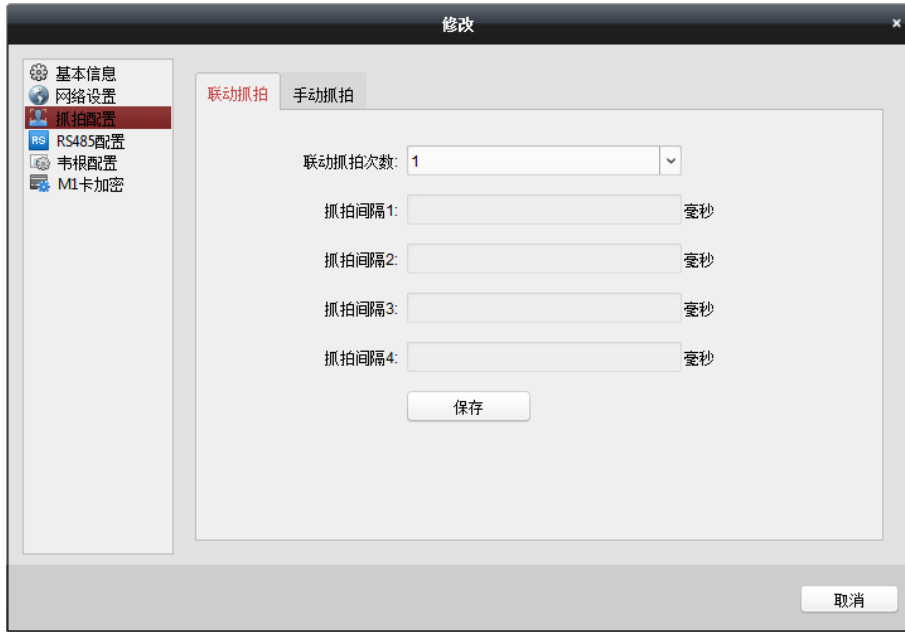 修改
基本信息
网络设置
抓拍配置
RS RS485配置
韦根配置
M1卡加密
联动抓拍 手动抓拍
联动抓拍次数: 1
抓拍间隔1: 毫秒
抓拍间隔2: 毫秒
抓拍间隔3: 毫秒
抓拍间隔4: 毫秒
保存
取消